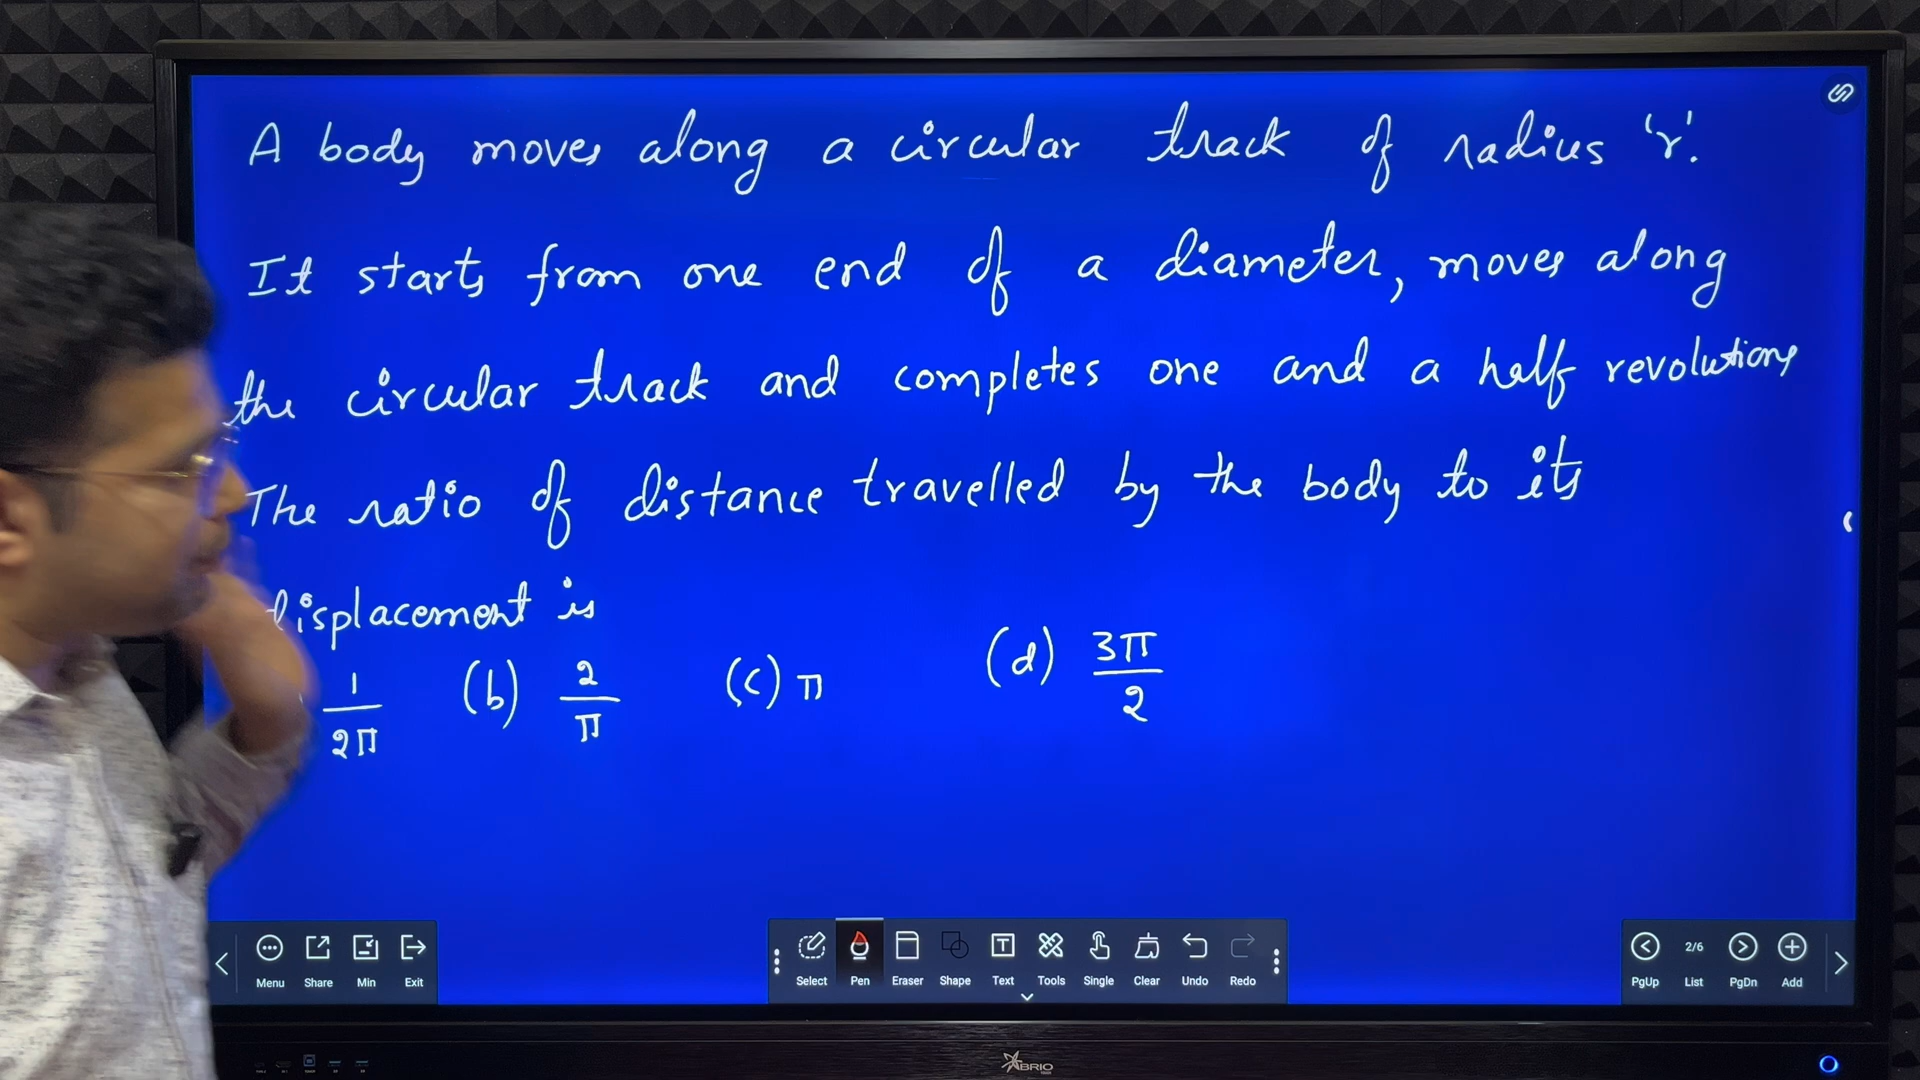 A body moves along a circular track of radius 'r'.
It starts from one end of a diameter, moves along
the circular track and completes one and a half revolutions
The ratio of distance travelled by the body to its
displacement is
1/2π (b) 2/π (c) π (d) 3π/2
Menu Share Min Exit
Select Pen Eraser Shape Text Tools Single Clear Undo Redo
2/6
PgUp List PgDn Add
ABRIO